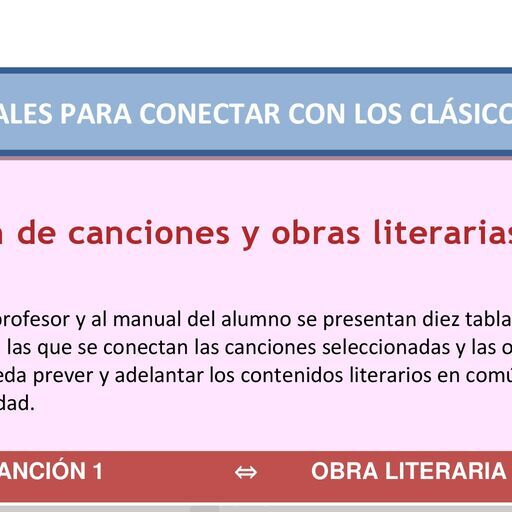 ALES PARA CONECTAR CON LOS CLÁSICO
n de canciones y obras literarias
profesor y al manual del alumno se presentan diez tabla
las que se conectan las canciones seleccionadas y las o
eda prever y adelantar los contenidos literarios en comú
dad.
ANCIÓN 1 ⇔ OBRA LITERARIA